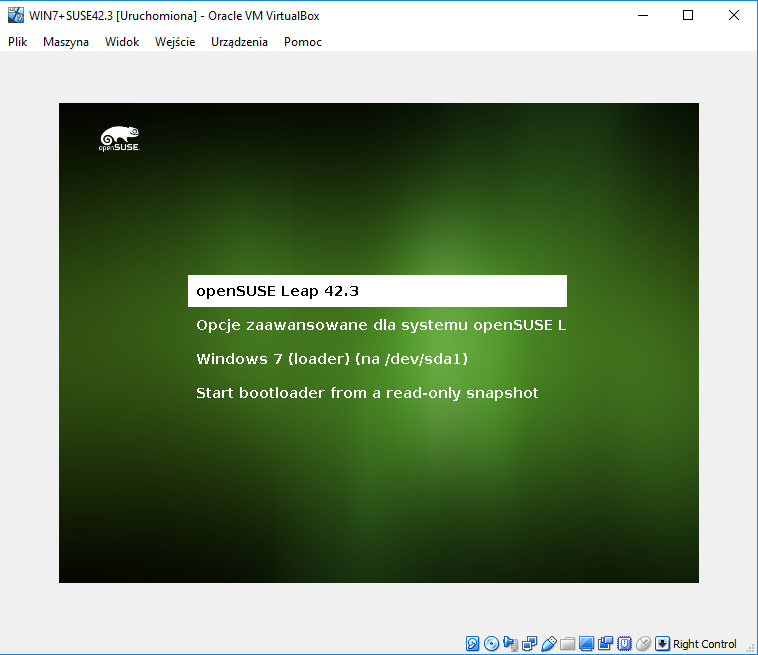 WIN7+SUSE42.3 [Uruchomiona] - Oracle VM VirtualBox
Plik Maszyna Widok Wejście Urządzenia Pomoc
openSUSE
openSUSE Leap 42.3
Opcje zaawansowane dla systemu openSUSE L
Windows 7 (loader) (na /dev/sda1)
Start bootloader from a read-only snapshot
Right Control